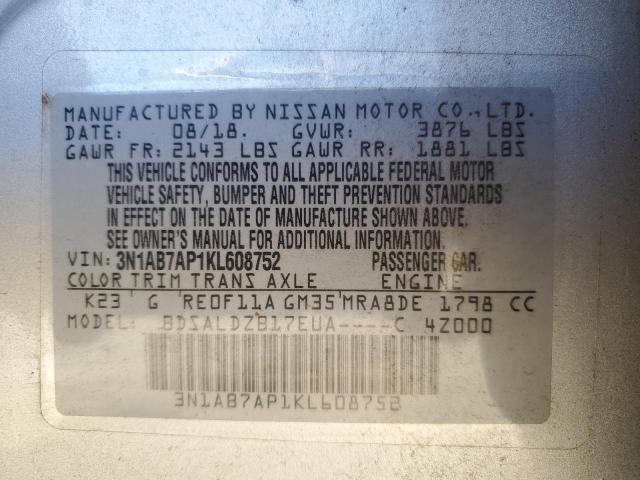 MANUFACTURED BY NISSAN MOTOR CO., LTD.
DATE: 08/18. GVWR: 3876 LBS
GAWR FR: 2143 LBS GAWR RR: 1881 LBS
THIS VEHICLE CONFORMS TO ALL APPLICABLE FEDERAL MOTOR
VEHICLE SAFETY, BUMPER AND THEFT PREVENTION STANDARDS
IN EFFECT ON THE DATE OF MANUFACTURE SHOWN ABOVE.
SEE OWNER'S MANUAL FOR ADDITIONAL INFORMATION.
VIN: 3N1AB7AP1KL608752 PASSENGER CAR.
COLOR TRIM TRANS AXLE ENGINE
K23 G RE0F11A GM35 MRA8DE 1798 CC
MODEL: BDSALDZB17EUA----C 4Z000
3N1AB7AP1KL608752